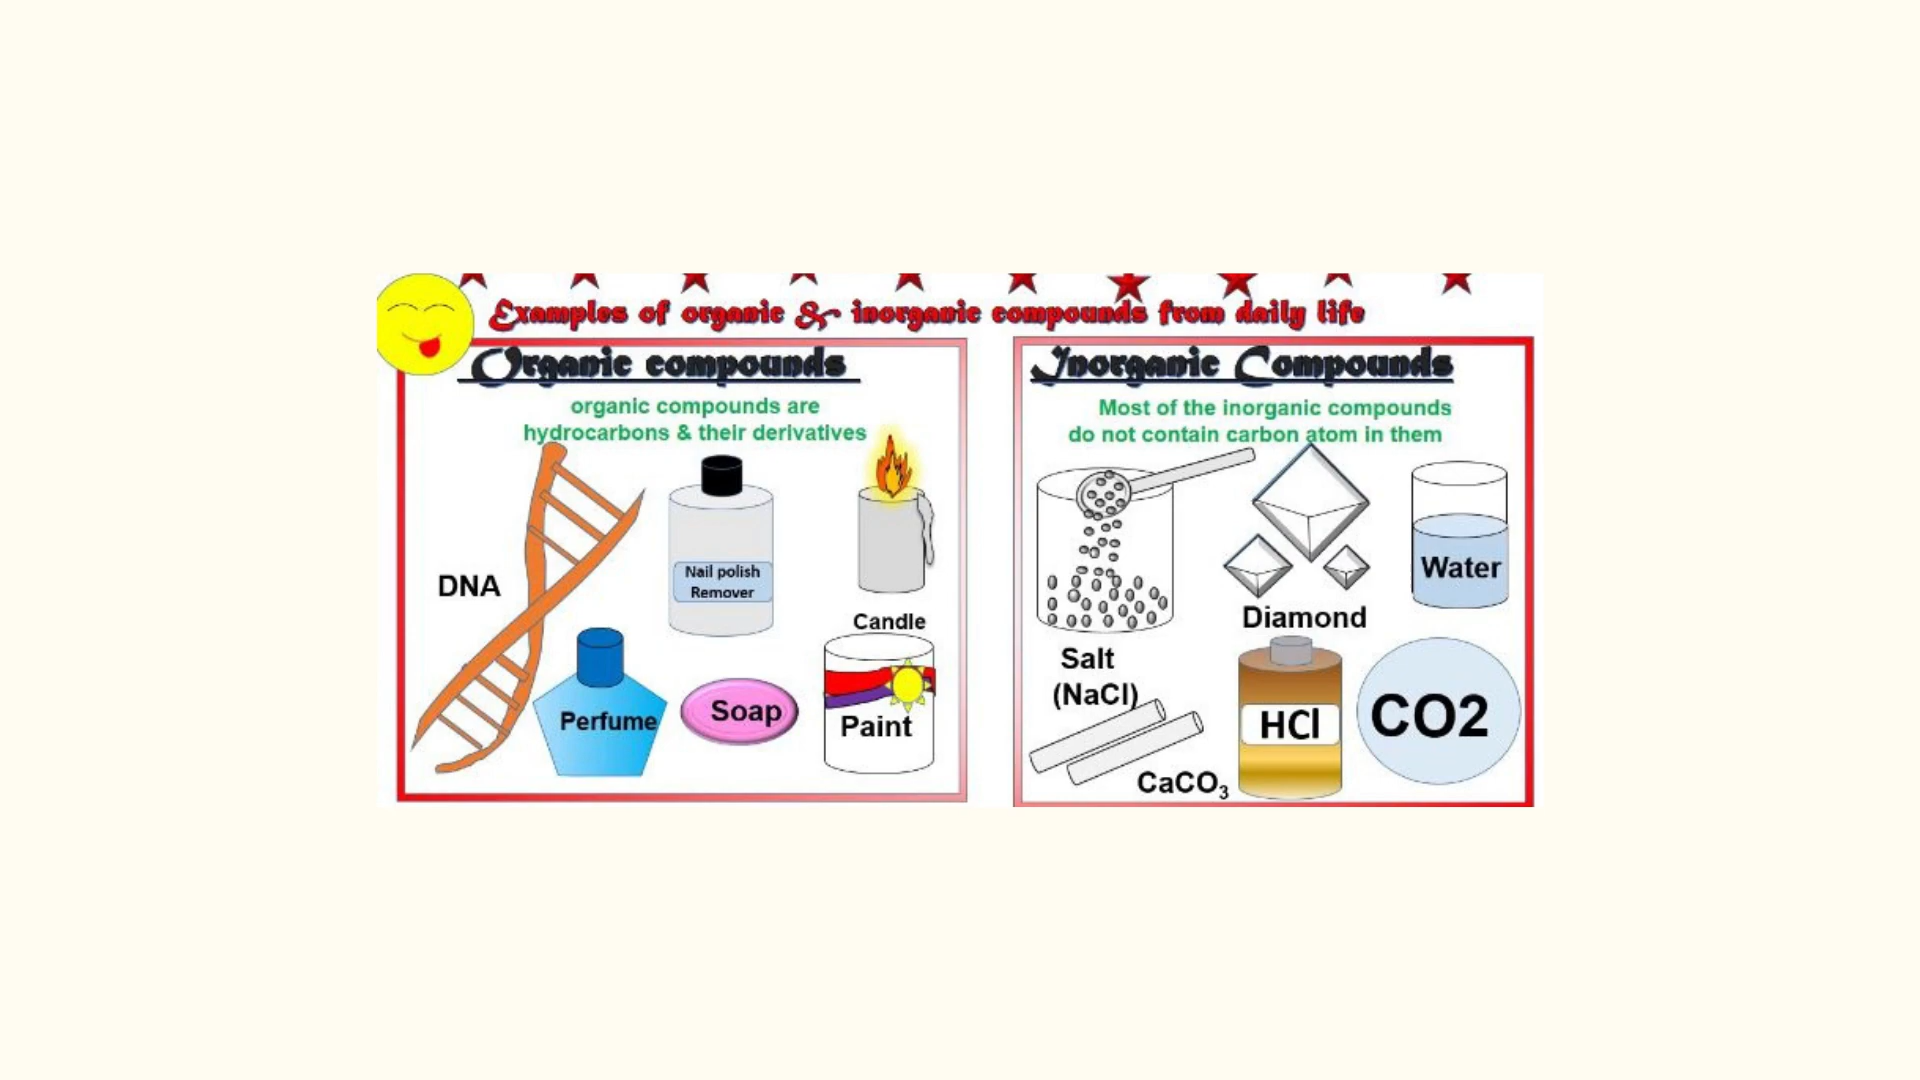 Examples of organic & inorganic compounds from daily life
Organic compounds
organic compounds are
hydrocarbons & their derivatives
DNA
Nail polish
Remover
Candle
Perfume
Soap
Paint
Inorganic Compounds
Most of the inorganic compounds
do not contain carbon atom in them
Salt
(NaCl)
Diamond
Water
CaCO₃
HCl
CO2